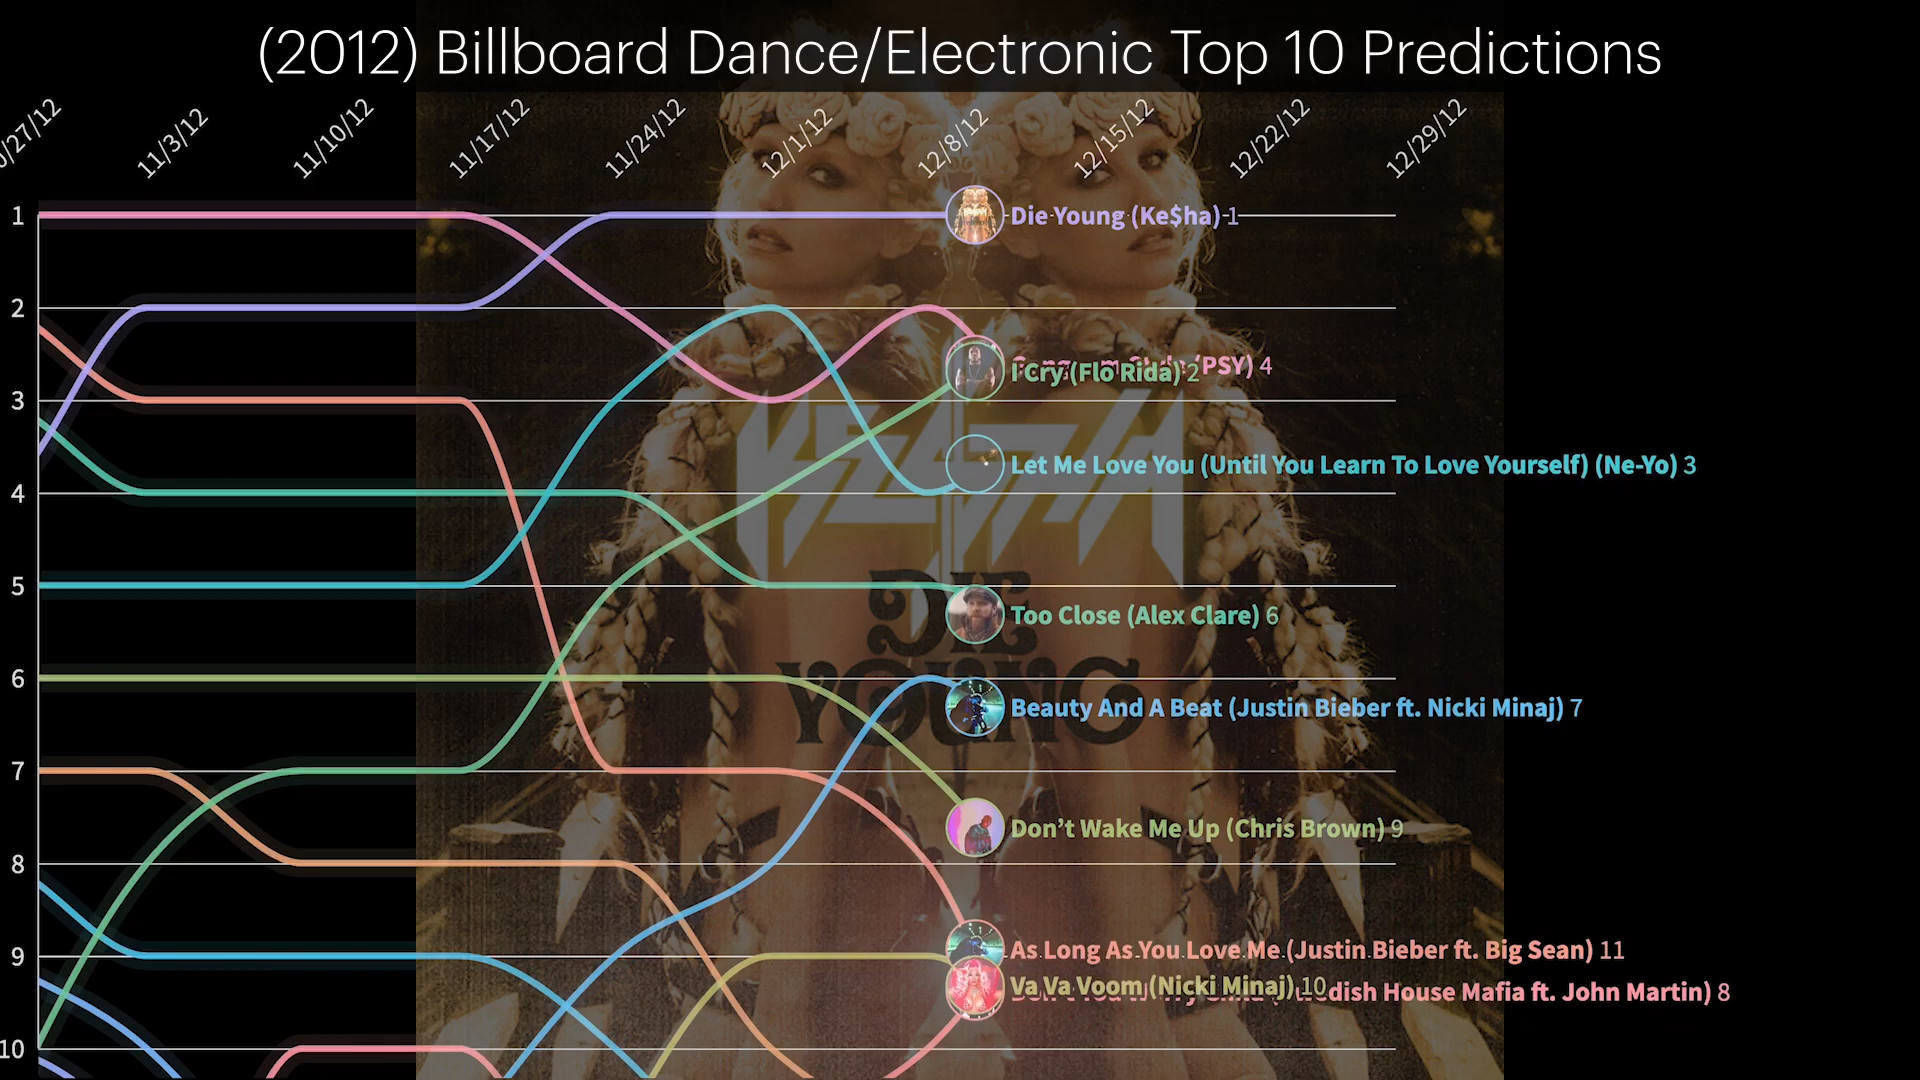 (2012) Billboard Dance/Electronic Top 10 Predictions
/27/12 11/3/12 11/10/12 11/17/12 11/24/12 12/1/12 12/8/12 12/15/12 12/22/12 12/29/12
1 Die Young (Ke$ha) 1
2
(PSY) 4
I Cry (Flo Rida) 2
3
Let Me Love You (Until You Learn To Love Yourself) (Ne-Yo) 3
4
KE$HA
5
Too Close (Alex Clare) 6
DIE
6
YOUNG
Beauty And A Beat (Justin Bieber ft. Nicki Minaj) 7
7
Don't Wake Me Up (Chris Brown) 9
8
As Long As You Love Me (Justin Bieber ft. Big Sean) 11
9
Va Va Voom (Nicki Minaj) 10
dish House Mafia ft. John Martin) 8
10